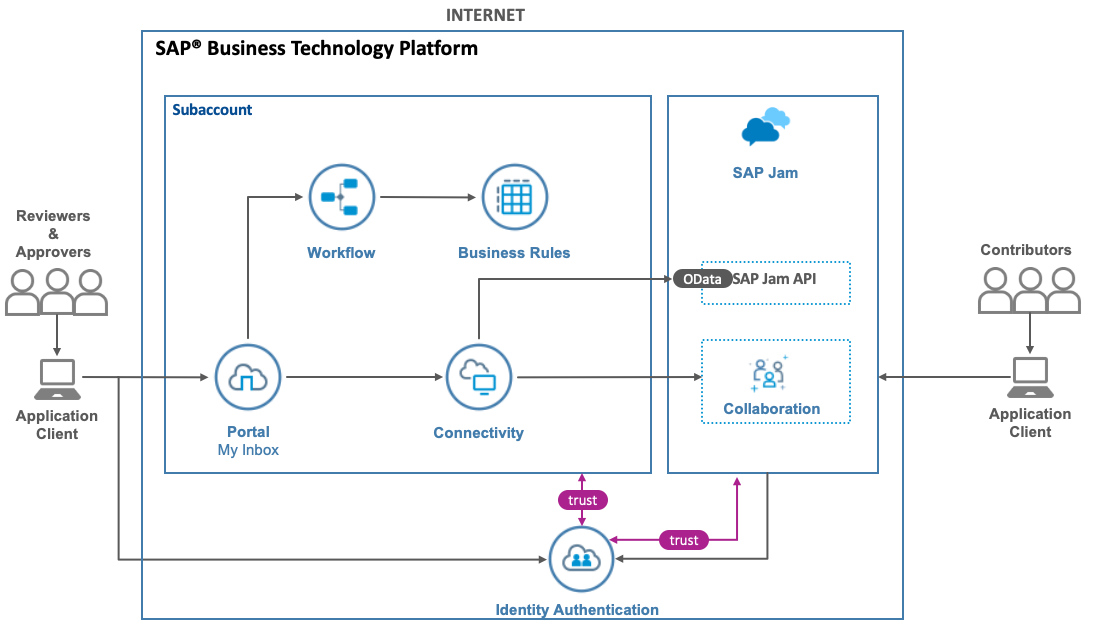 INTERNET
SAP® Business Technology Platform
Subaccount
SAP Jam
Workflow
Business Rules
Reviewers
&
Approvers
Contributors
OData
SAP Jam API
Application
Client
Portal
My Inbox
Connectivity
Collaboration
Application
Client
trust
trust
Identity Authentication